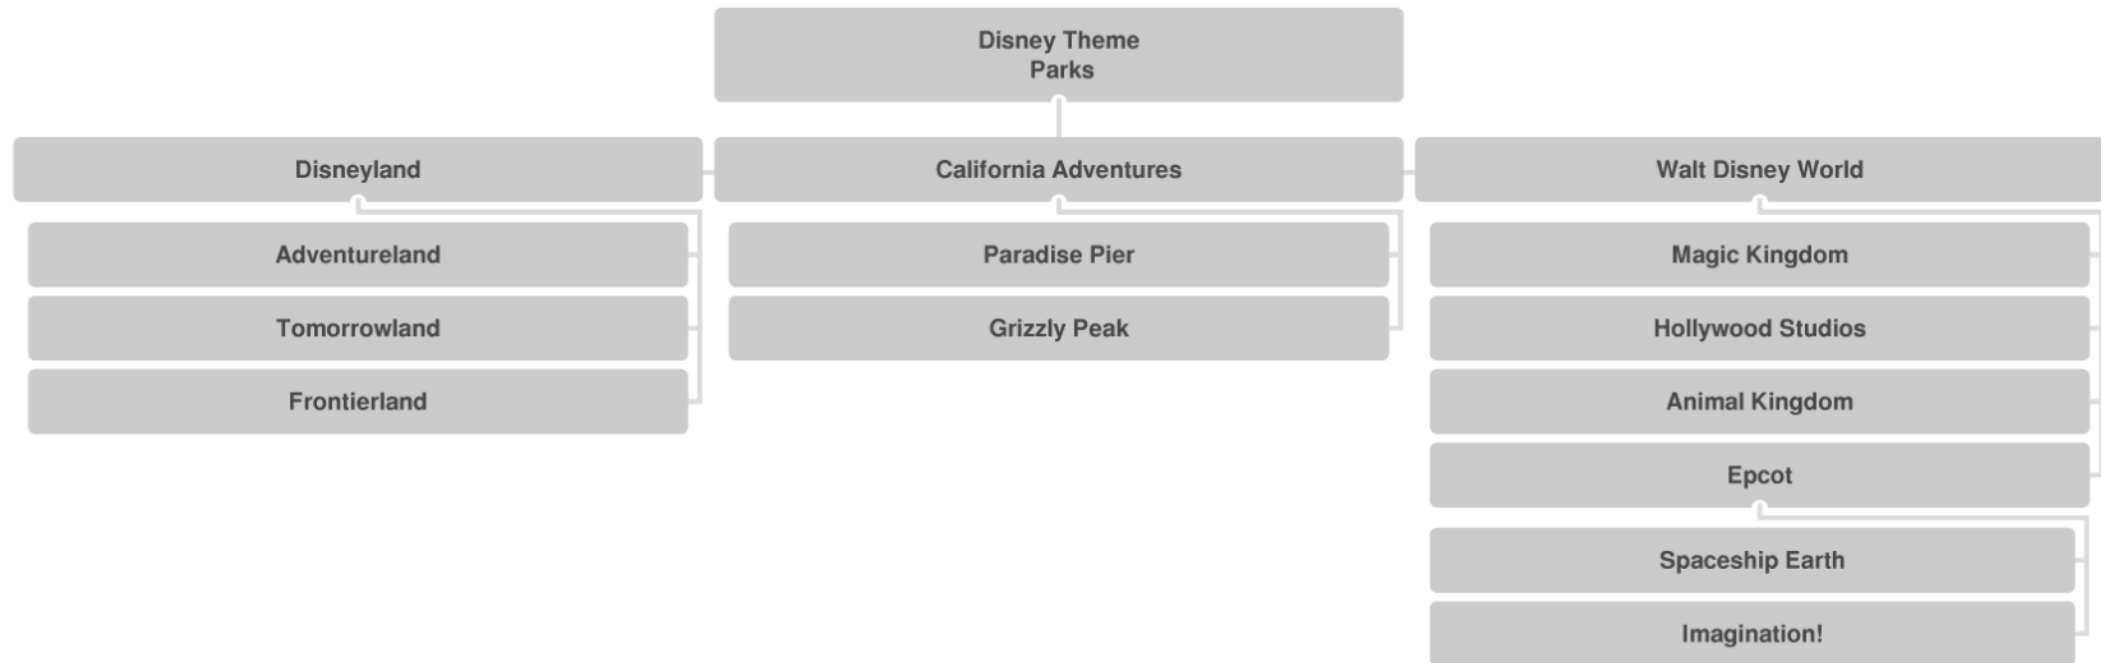 Disney Theme
Parks
Disneyland
California Adventures
Walt Disney World
Adventureland
Paradise Pier
Magic Kingdom
Tomorrowland
Grizzly Peak
Hollywood Studios
Frontierland
Animal Kingdom
Epcot
Spaceship Earth
Imagination!